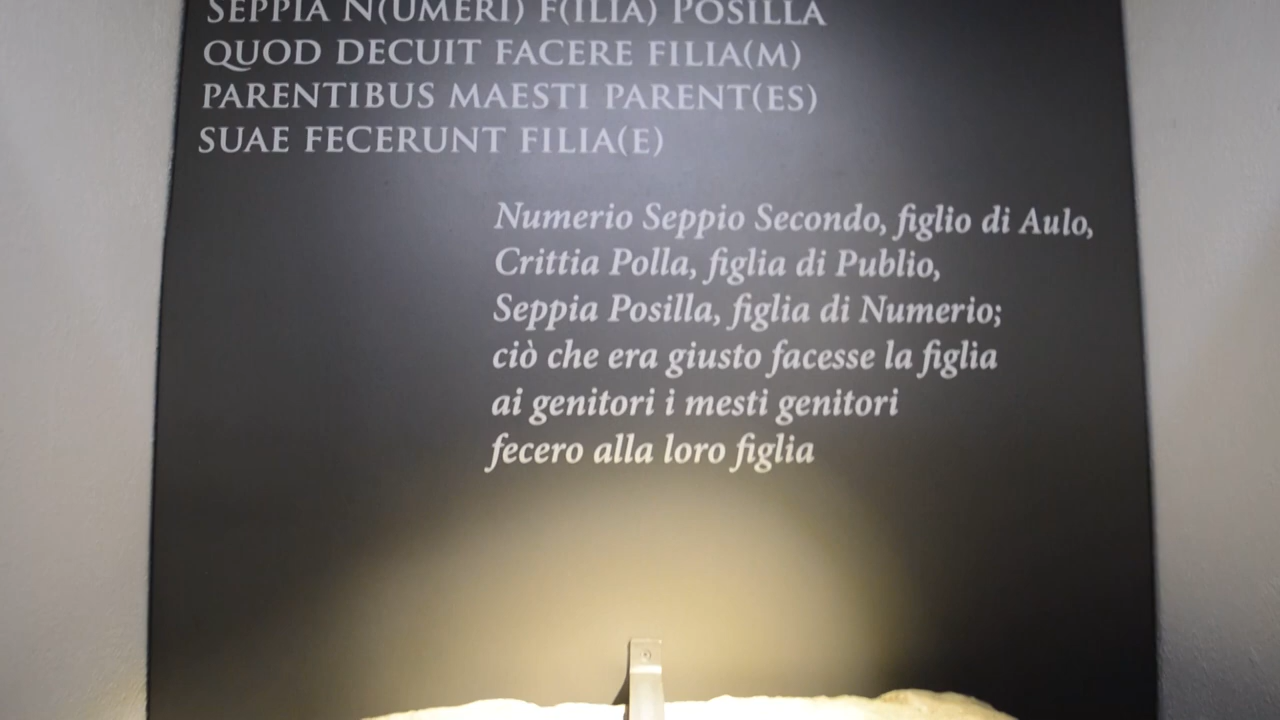 SEPPIA N(UMERI) F(ILIA) POSILLA
QUOD DECUIT FACERE FILIA(M)
PARENTIBUS MAESTI PARENT(ES)
SUAE FECERUNT FILIA(E)
Numerio Seppio Secondo, figlio di Aulo,
Crittia Polla, figlia di Publio,
Seppia Posilla, figlia di Numerio;
ciò che era giusto facesse la figlia
ai genitori i mesti genitori
fecero alla loro figlia